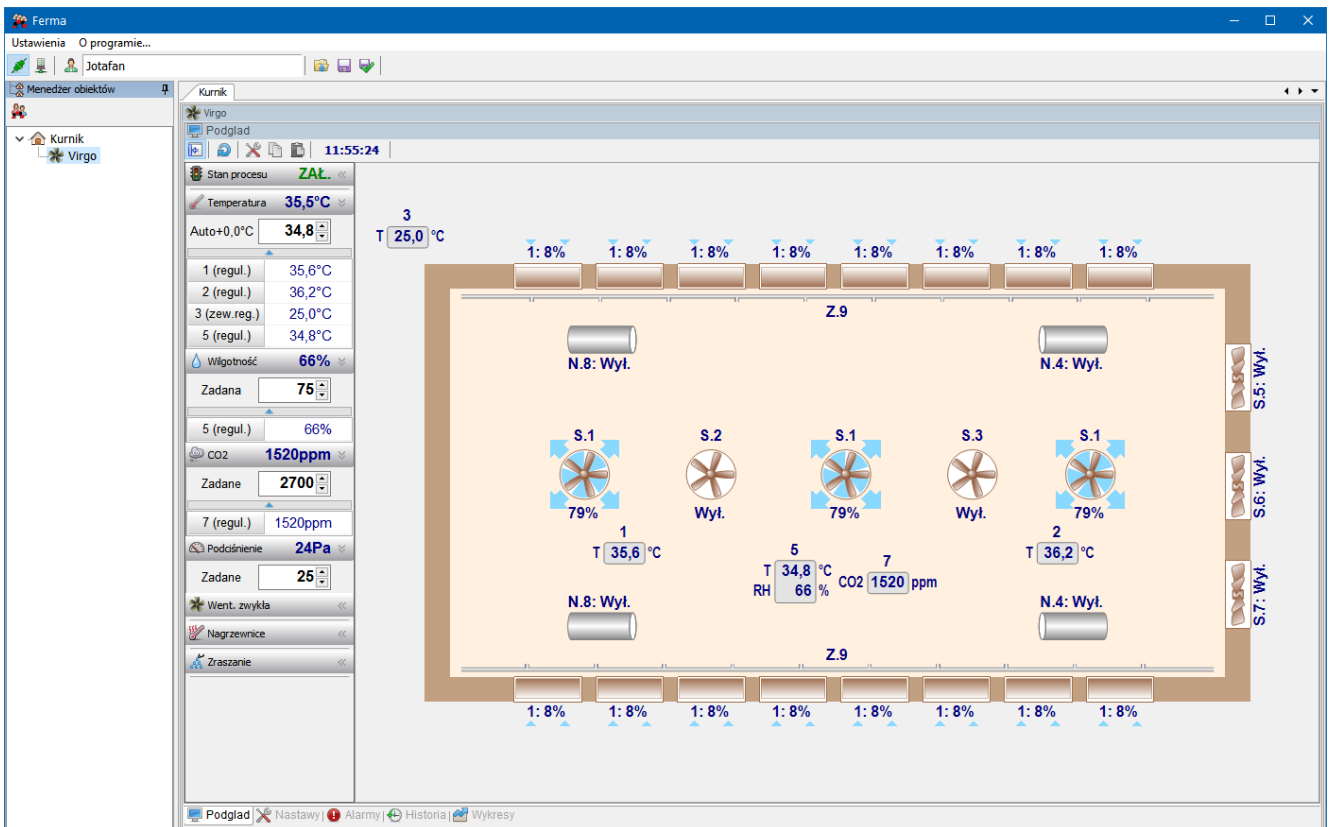 Ferma
Ustawienia O programie...
Jotafan
Menedżer obiektów
Kurnik
Virgo
Kurnik
Virgo
Podglad
11:55:24
Stan procesu ZAŁ.
Temperatura 35,5°C
Auto+0,0°C 34,8
1 (regul.) 35,6°C
2 (regul.) 36,2°C
3 (zew.reg.) 25,0°C
5 (regul.) 34,8°C
Wilgotność 66%
Zadana 75
5 (regul.) 66%
CO2 1520ppm
Zadane 2700
7 (regul.) 1520ppm
Podciśnienie 24Pa
Zadane 25
Went. zwykła
Nagrzewnice
Zraszanie
3
T 25,0 °C
1: 8% 1: 8% 1: 8% 1: 8% 1: 8% 1: 8% 1: 8% 1: 8%
Z.9
N.8: Wył. N.4: Wył.
S.5: Wył.
S.1 S.2 S.1 S.3 S.1
79% Wył. 79% Wył. 79%
S.6: Wył.
1
T 35,6 °C
5
T 34,8 °C
RH 66 %
7
CO2 1520 ppm
2
T 36,2 °C
N.8: Wył. N.4: Wył.
S.7: Wył.
Z.9
1: 8% 1: 8% 1: 8% 1: 8% 1: 8% 1: 8% 1: 8% 1: 8%
Podglad Nastawy Alarmy Historia Wykresy